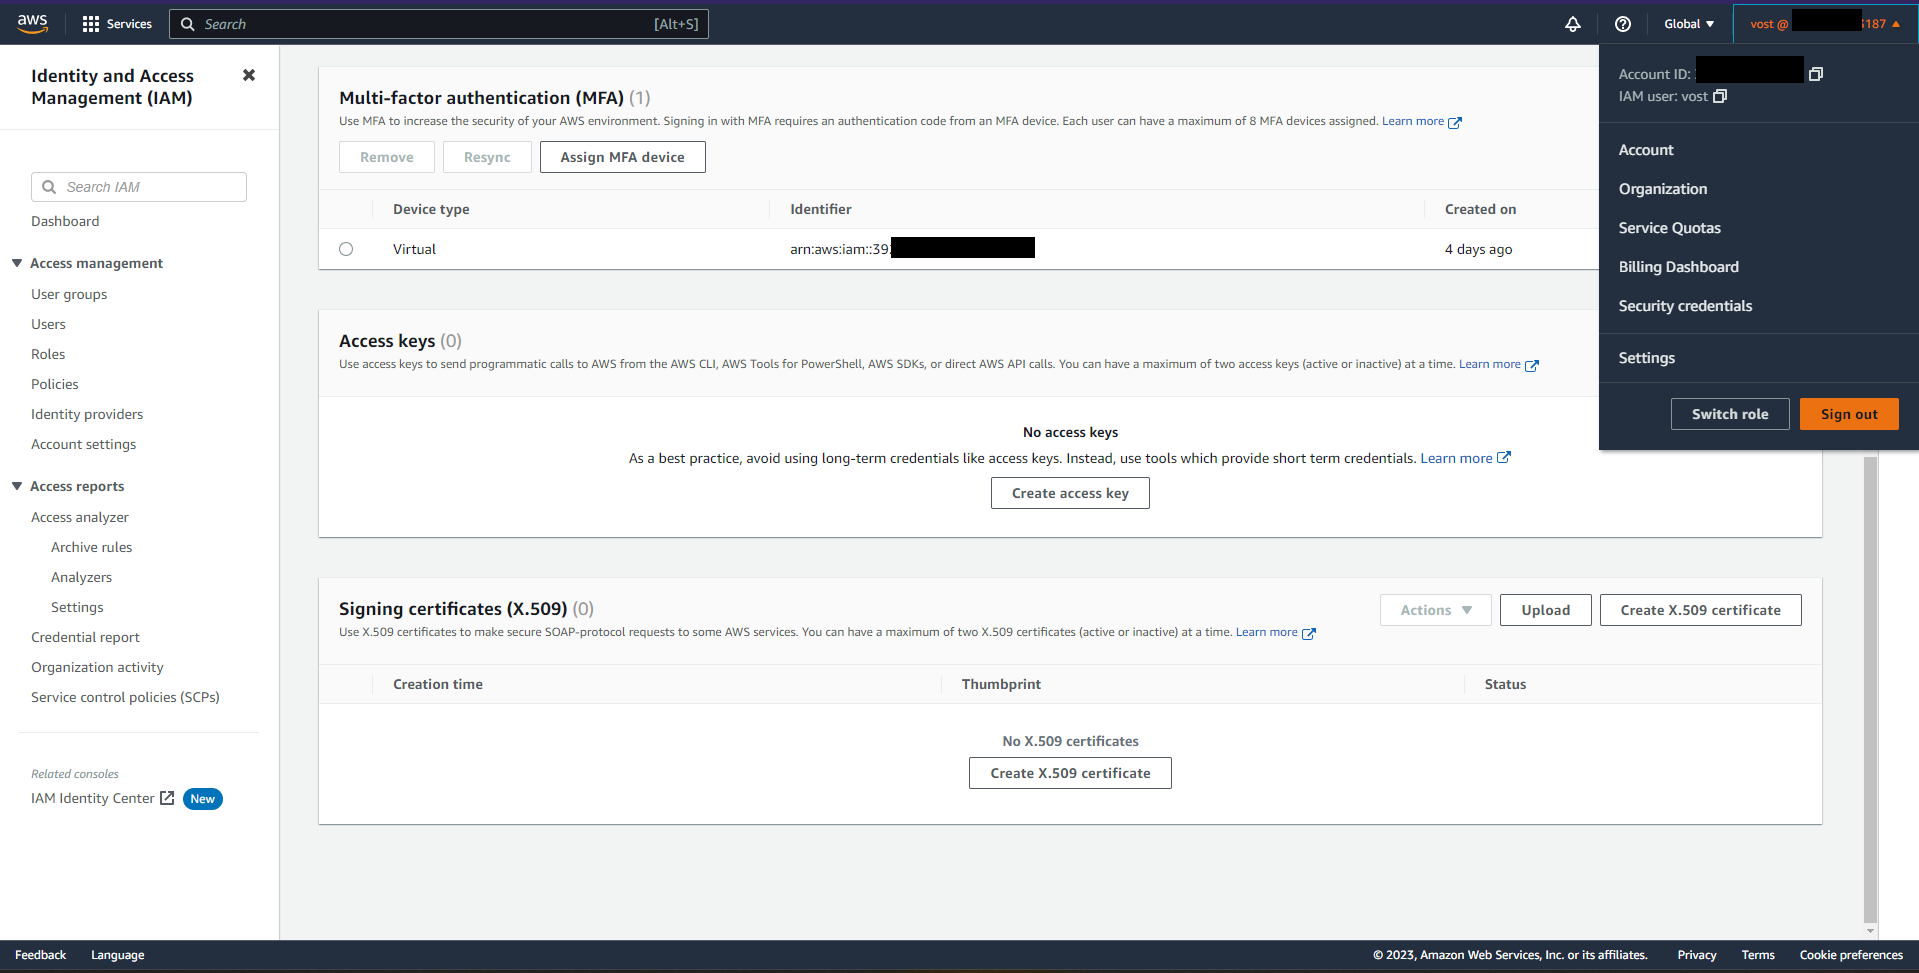 aws
Services
Search
[Alt+S]
Global
vost @
187
Identity and Access
Management (IAM)
Search IAM
Dashboard
Access management
User groups
Users
Roles
Policies
Identity providers
Account settings
Access reports
Access analyzer
Archive rules
Analyzers
Settings
Credential report
Organization activity
Service control policies (SCPs)
Related consoles
IAM Identity Center
New
Multi-factor authentication (MFA) (1)
Use MFA to increase the security of your AWS environment. Signing in with MFA requires an authentication code from an MFA device. Each user can have a maximum of 8 MFA devices assigned. Learn more
Remove
Resync
Assign MFA device
Device type
Identifier
Created on
Virtual
arn:aws:iam::39
4 days ago
Access keys (0)
Use access keys to send programmatic calls to AWS from the AWS CLI, AWS Tools for PowerShell, AWS SDKs, or direct AWS API calls. You can have a maximum of two access keys (active or inactive) at a time. Learn more
No access keys
As a best practice, avoid using long-term credentials like access keys. Instead, use tools which provide short term credentials. Learn more
Create access key
Signing certificates (X.509) (0)
Use X.509 certificates to make secure SOAP-protocol requests to some AWS services. You can have a maximum of two X.509 certificates (active or inactive) at a time. Learn more
Actions
Upload
Create X.509 certificate
Creation time
Thumbprint
Status
No X.509 certificates
Create X.509 certificate
Account ID:
IAM user: vost
Account
Organization
Service Quotas
Billing Dashboard
Security credentials
Settings
Switch role
Sign out
Feedback
Language
© 2023, Amazon Web Services, Inc. or its affiliates.
Privacy
Terms
Cookie preferences